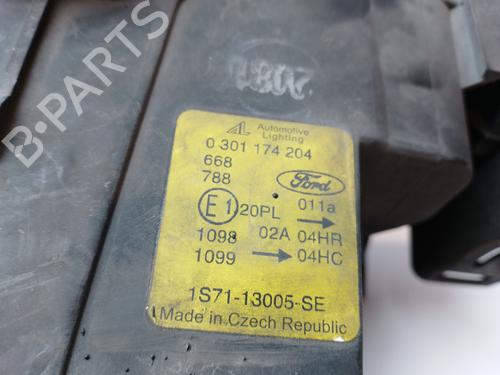 AL Automotive Lighting
0 301 174 204
668
788
Ford
E1 20PL 011a →
1098 02A 04HR
1099 → 04HC
1S71-13005-SE
Made in Czech Republic
B-PARTS